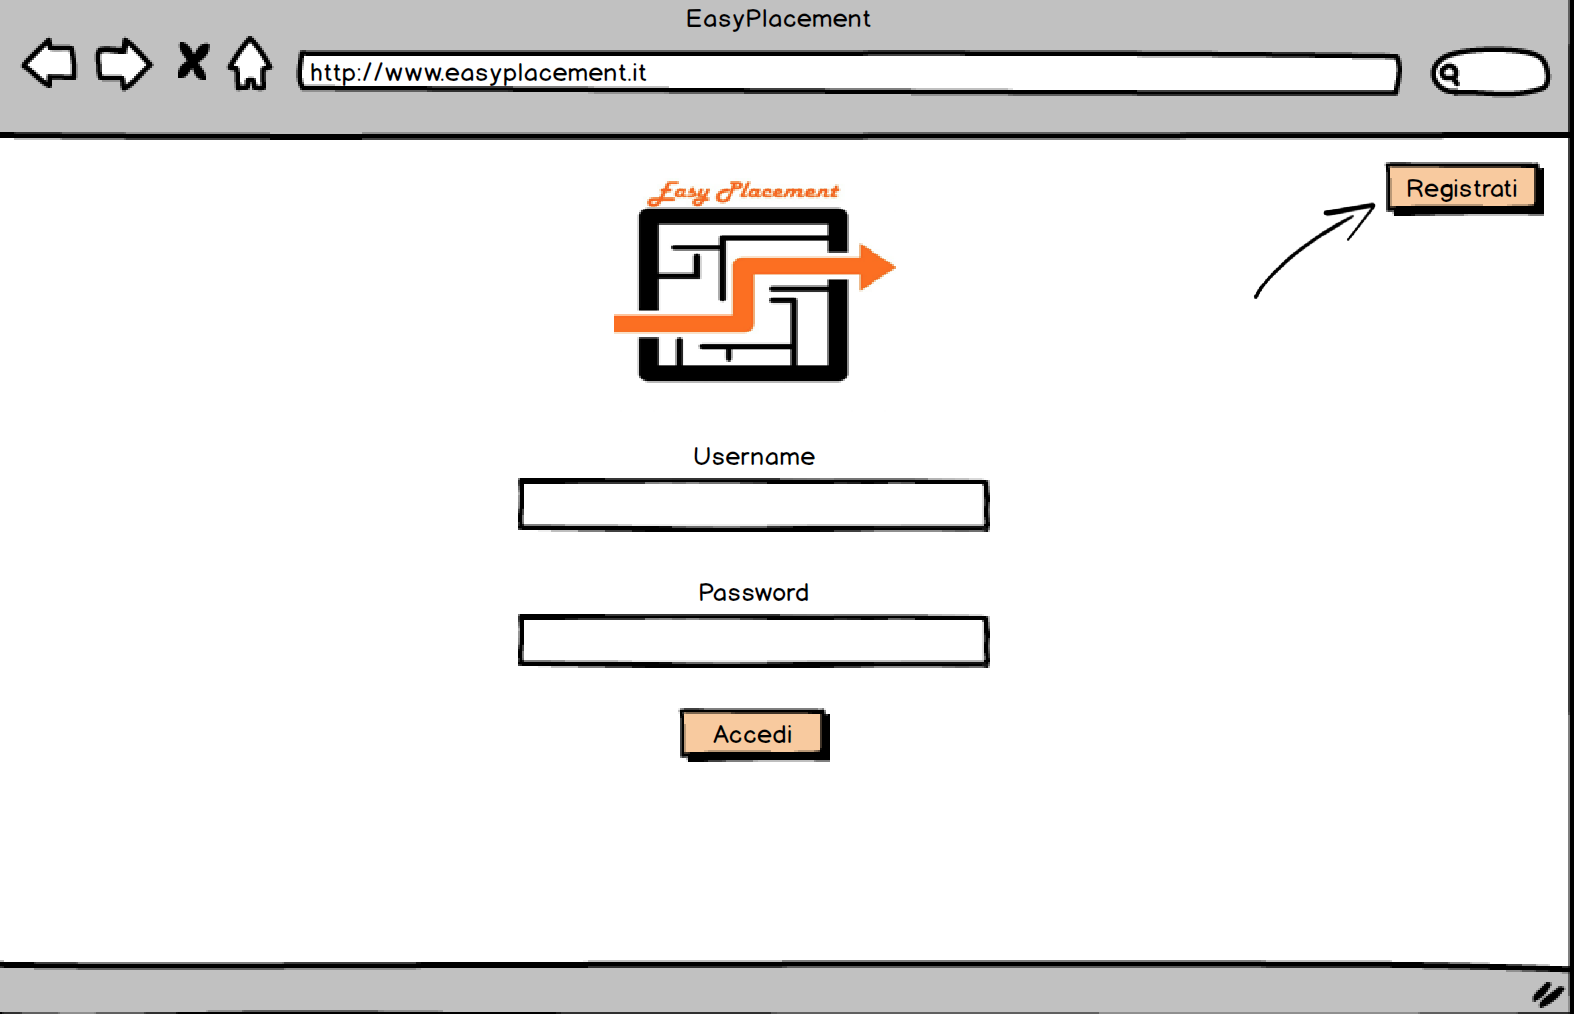 EasyPlacement
http://www.easyplacement.it
Registrati
Easy Placement
Username
Password
Accedi